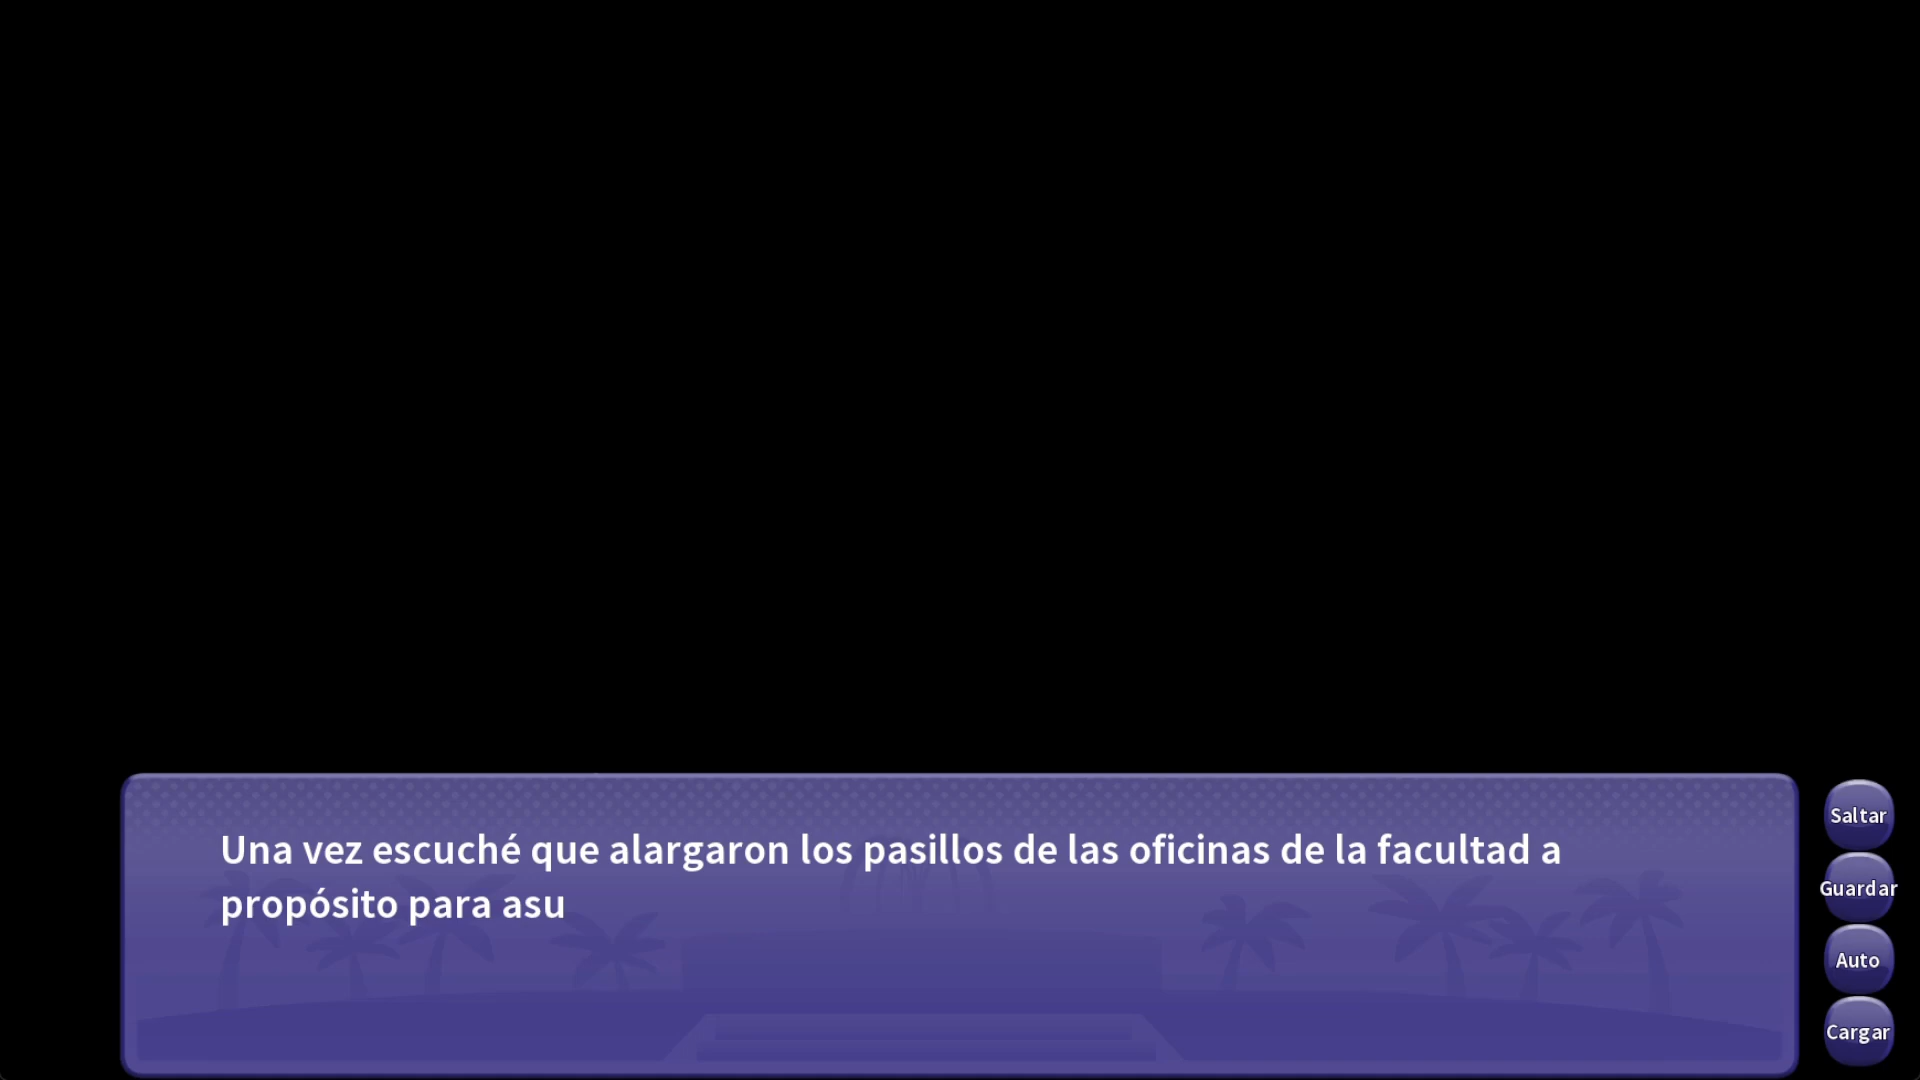 Una vez escuché que alargaron los pasillos de las oficinas de la facultad a
propósito para asu
Saltar
Guardar
Auto
Cargar